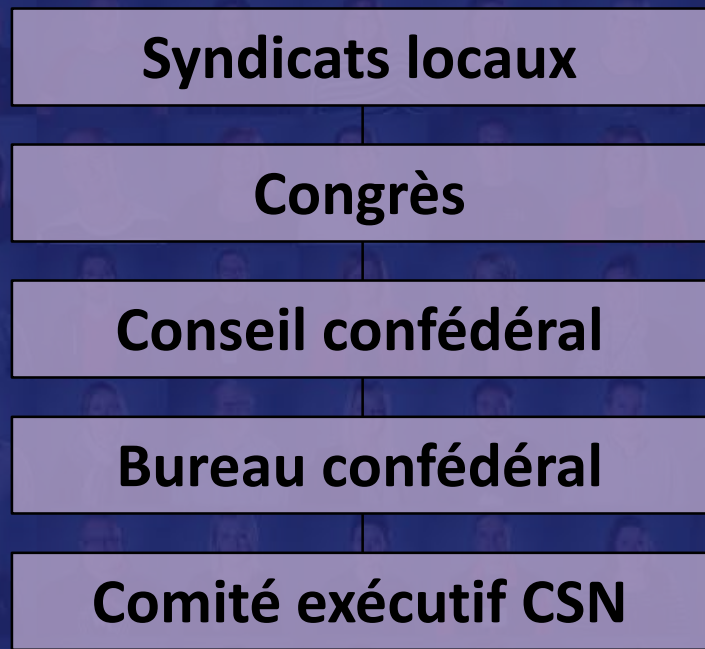 Syndicats locaux
Congrès
Conseil confédéral
Bureau confédéral
Comité exécutif CSN